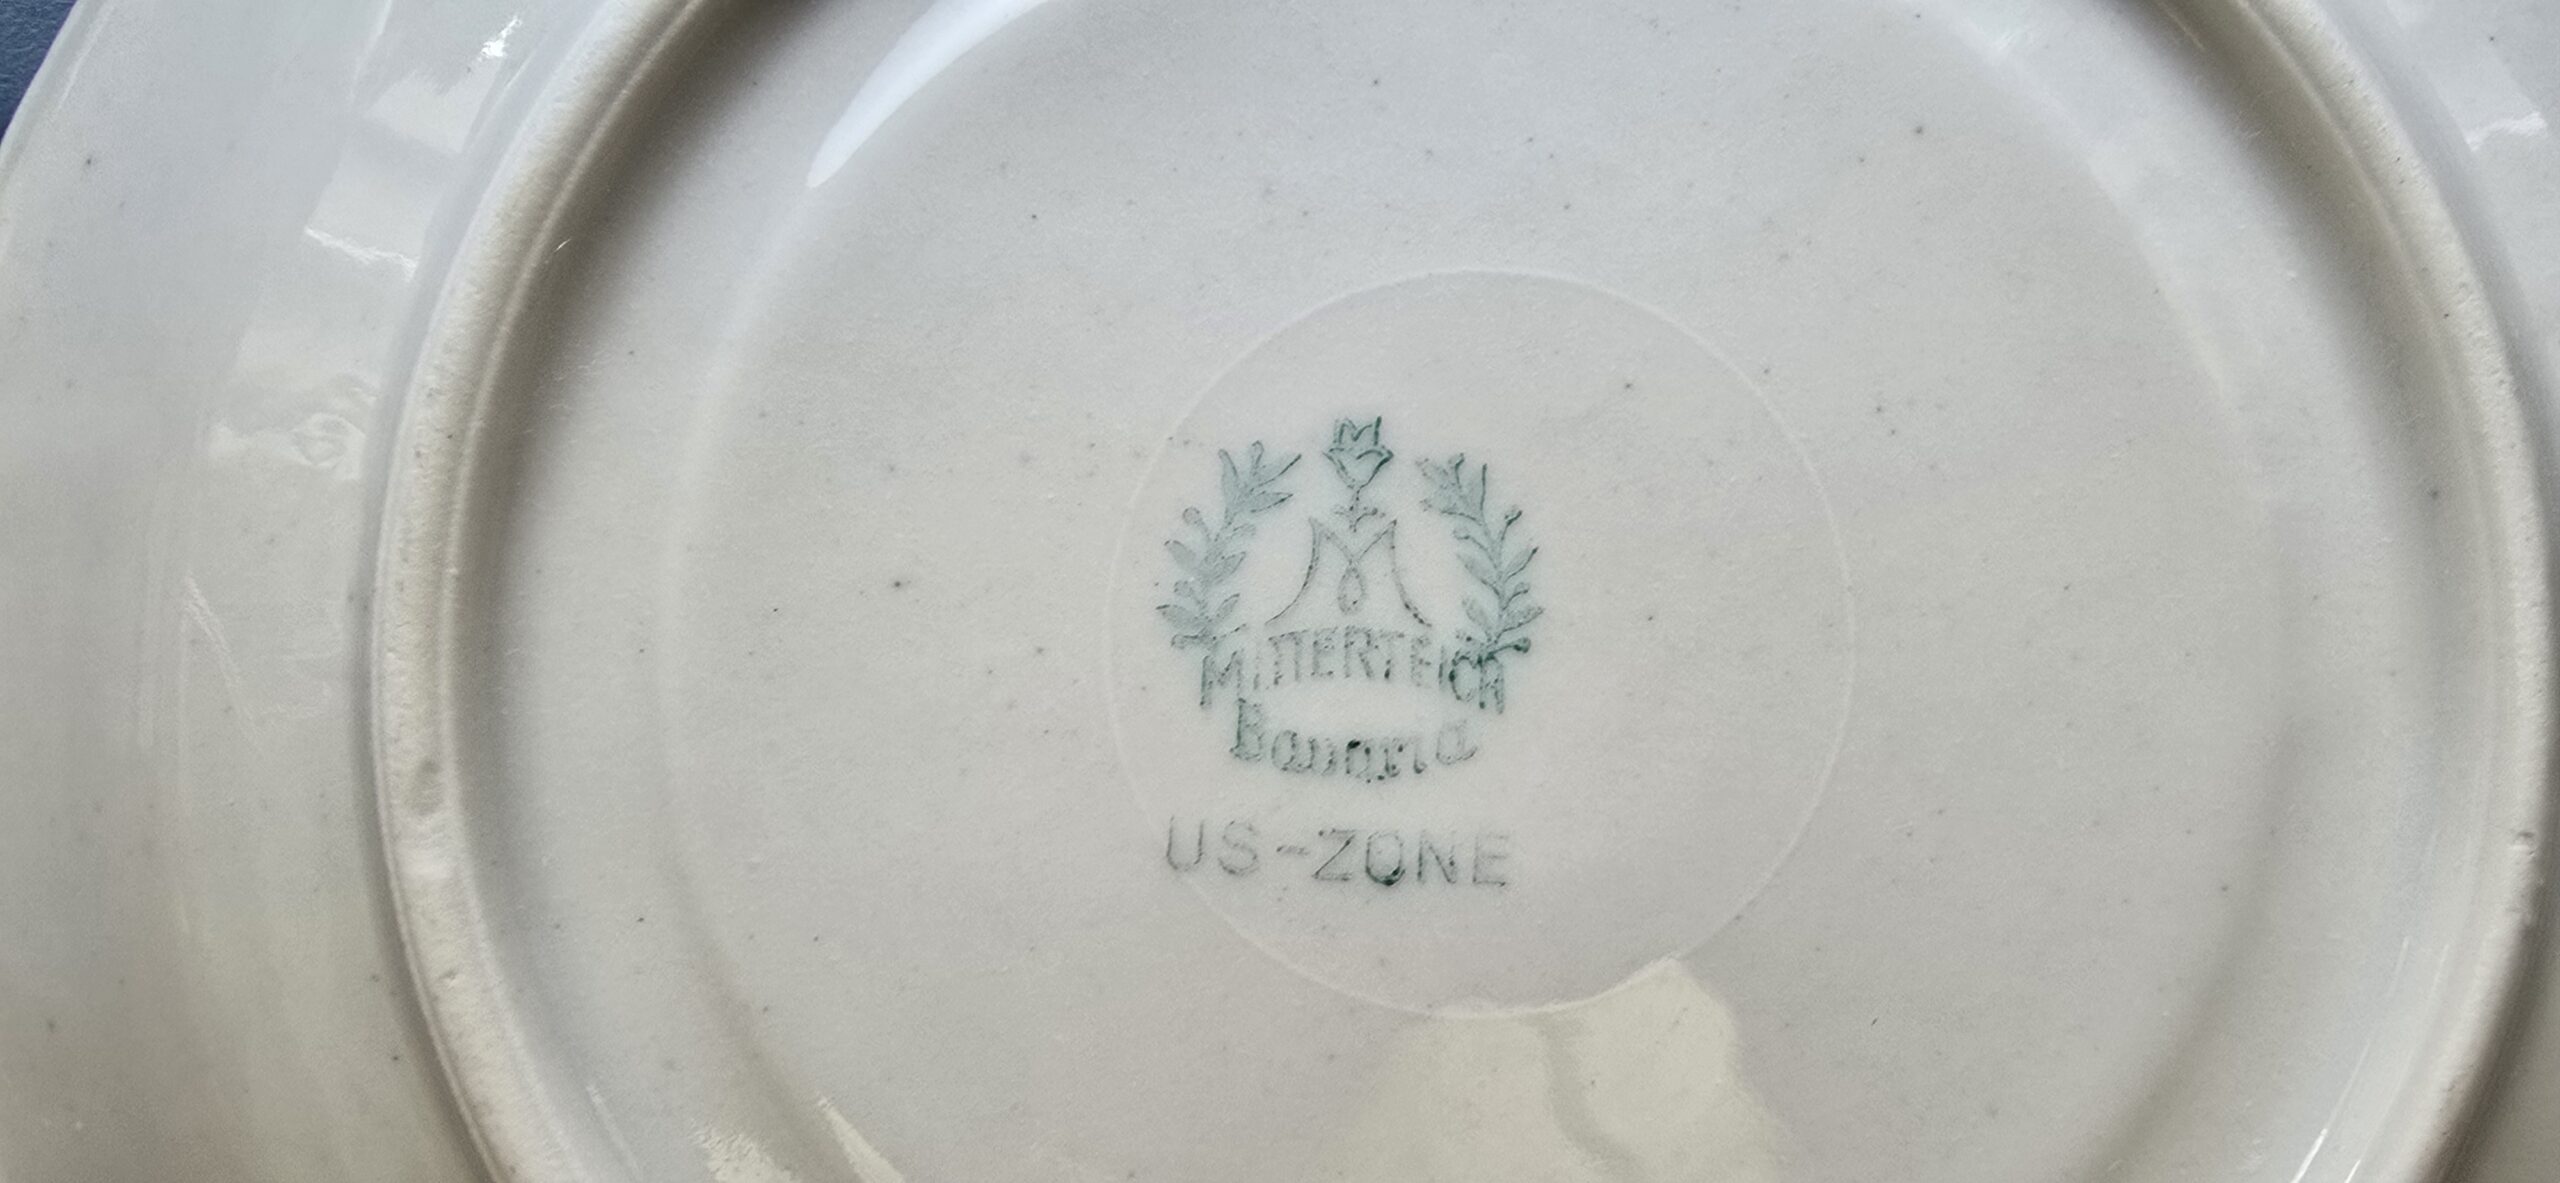 M
MITTERTEICH
Bavaria
US-ZONE